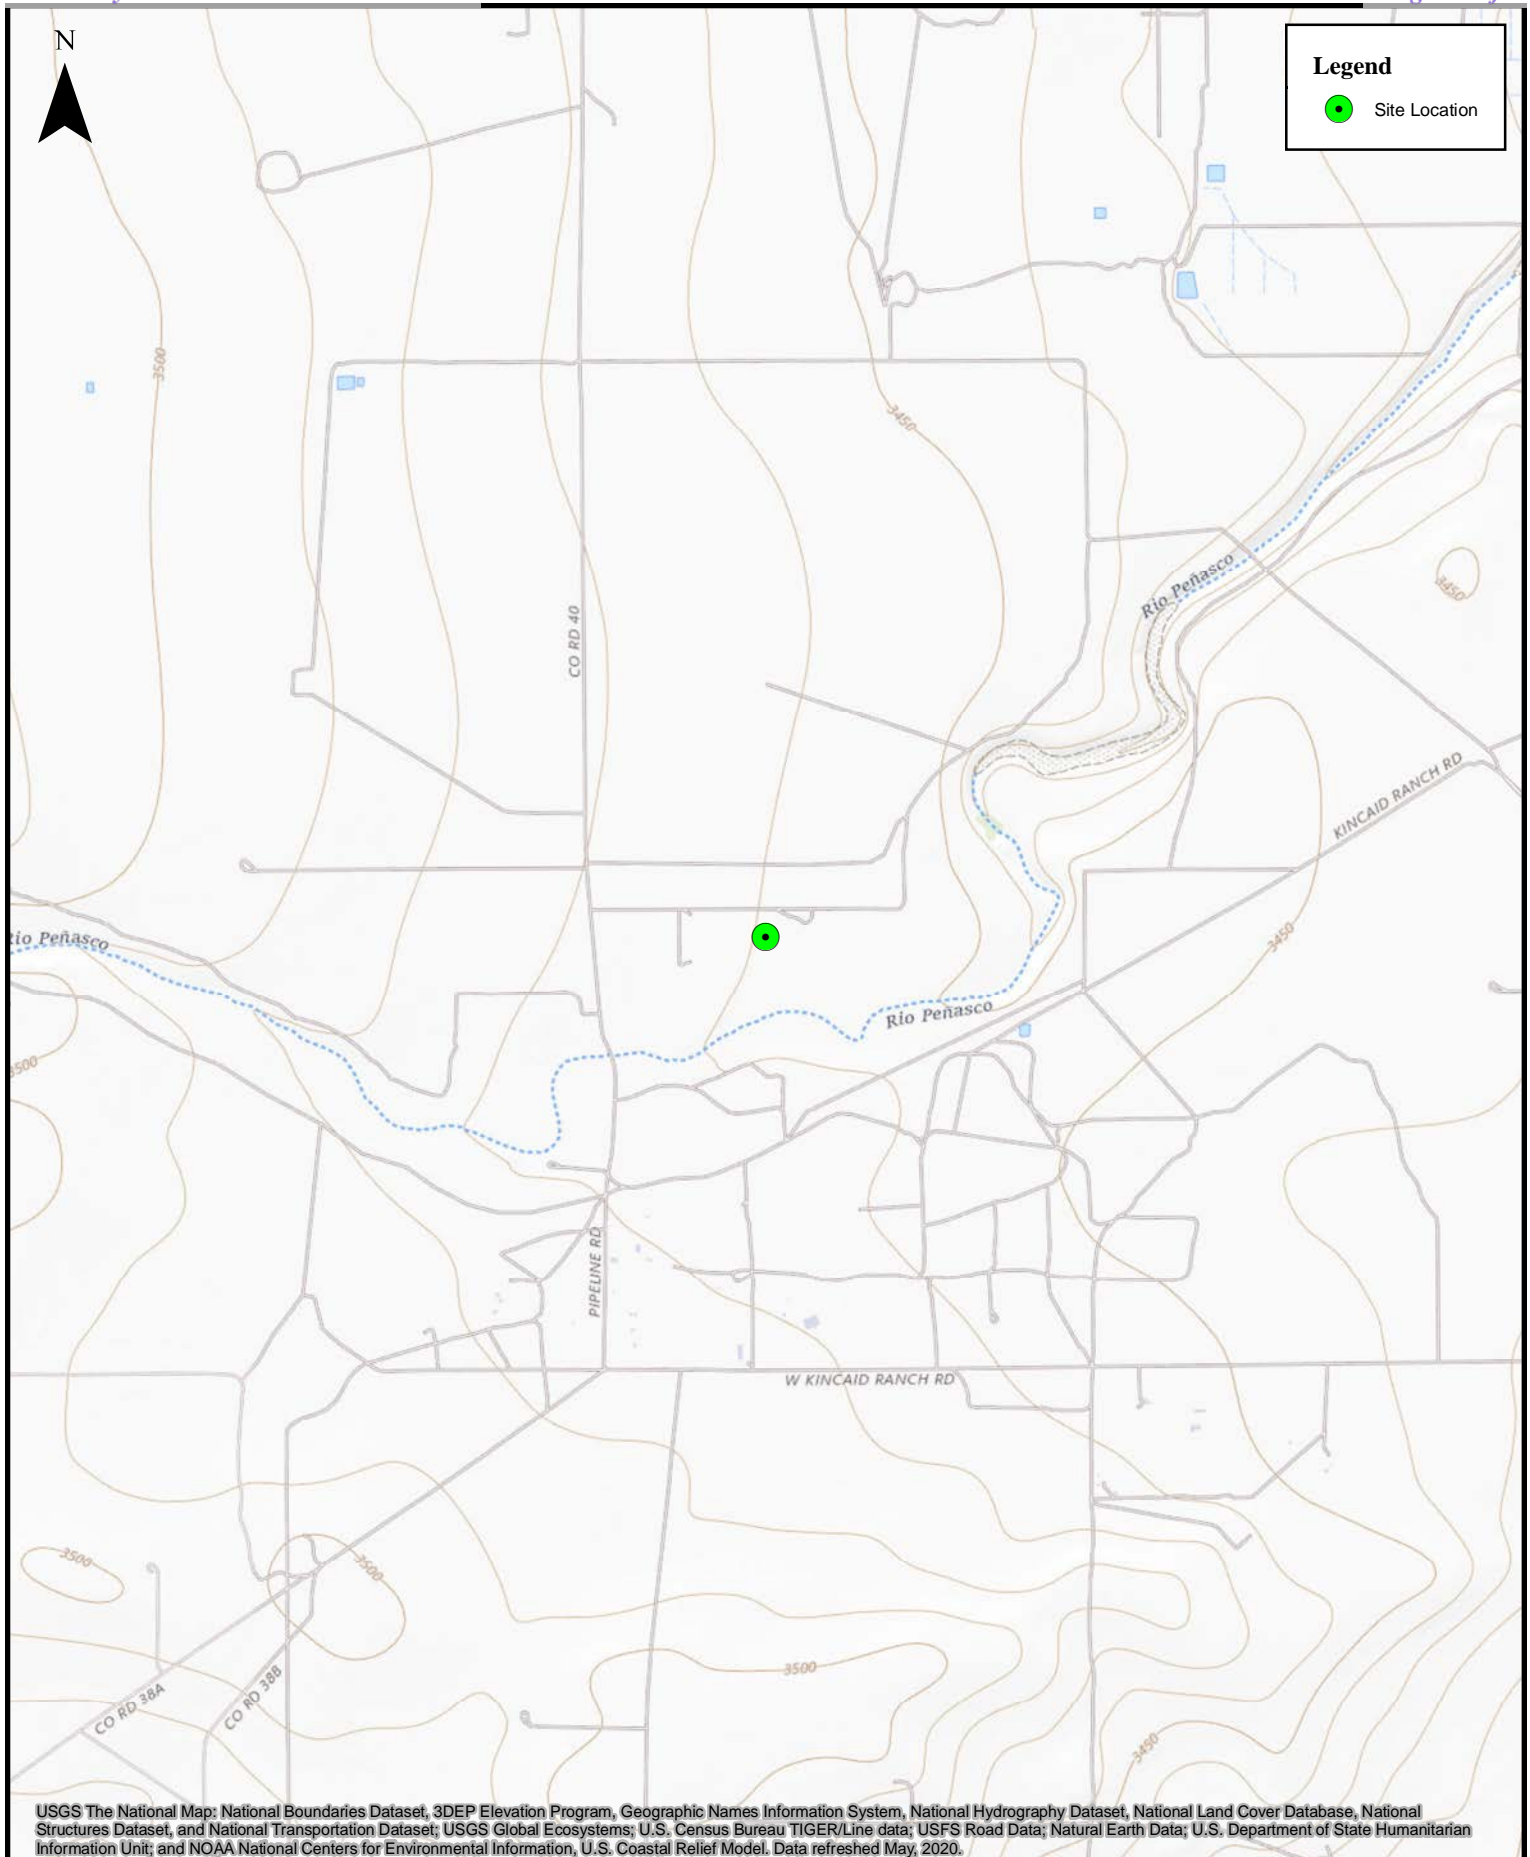 N
Legend
Site Location
3500
3450
CO RD 40
Rio Peñasco
3450
KINCAID RANCH RD
Rio Peñasco
3450
Rio Peñasco
3500
PIPELINE RD
W KINCAID RANCH RD
3500
3500
3500
CO RD 38A
CO RD 38B
3450
USGS The National Map: National Boundaries Dataset, 3DEP Elevation Program, Geographic Names Information System, National Hydrography Dataset, National Land Cover Database, National
Structures Dataset, and National Transportation Dataset; USGS Global Ecosystems; U.S. Census Bureau TIGER/Line data; USFS Road Data; Natural Earth Data; U.S. Department of State Humanitarian
Information Unit; and NOAA National Centers for Environmental Information, U.S. Coastal Relief Model. Data refreshed May, 2020.